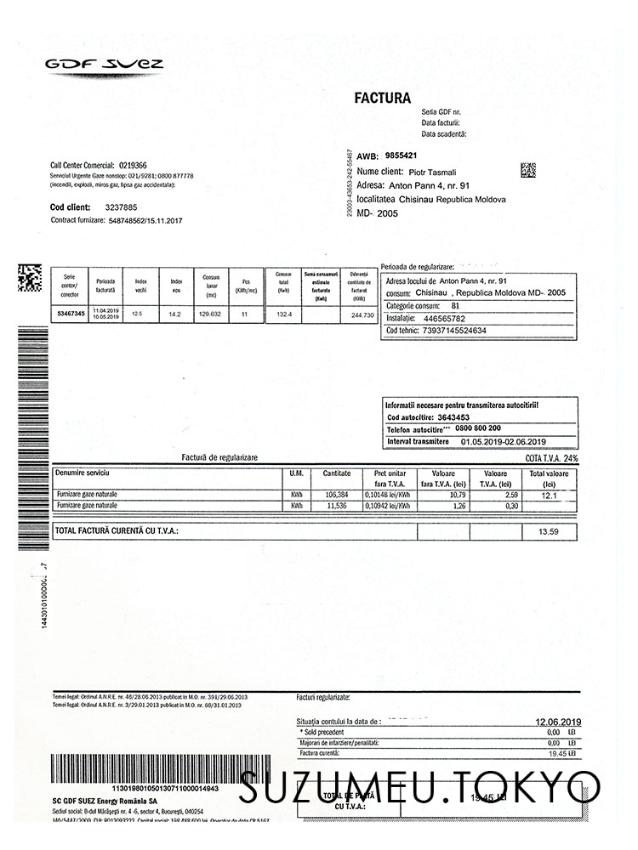 GDF SUEZ
FACTURA
Seria GDF nr.
Data facturii:
Data scadentă:
Call Center Comercial: 0219366
Serviciul Urgente Gaze nonstop: 021/9281; 0800 877778
(incendii, explozii, miros gaz, lipsa gaz accidentala):
Cod client: 3237885
Contract furnizare: 548748562/15.11.2017
23003-43653-242-55467
AWB: 9855421
Nume client: Piotr Tasmali
Adresa: Anton Pann 4, nr. 91
localitatea Chisinau Republica Moldova
MD- 2005
Serie contor/ corector Perioada facturată Index vechi Index nou Consum lunar (mc) Pcs (KWh/mc) Consum total (Kwh) Sumă consumuri estimate facturate (Kwh) Diferență cantitate de facturat (KWh)
53467345 11.04.2019 10.05.2019 12.5 14.2 129.632 11 132.4 244.730
Perioada de regularizare:
Adresa locului de Anton Pann 4, nr. 91
consum: Chisinau , Republica Moldova MD- 2005
Categorie consum: B1
Instalație: 446565782
Cod tehnic: 73937145524634
Informatii necesare pentru transmiterea autocitirii!
Cod autocitire: 3643453
Telefon autocitire*** 0800 800 200
Interval transmitere 01.05.2019-02.06.2019
Factură de regularizare COTA T.V.A. 24%
Denumire serviciu U.M. Cantitate Pret unitar fara T.V.A. Valoare fara T.V.A. (lei) Valoare T.V.A. (lei) Total valoare (lei)
Furnizare gaze naturale KWh 106,384 0,10148 lei/KWh 10,79 2.59 12.1
Furnizare gaze naturale KWh 11,536 0,10942 lei/KWh 1,26 0,30
TOTAL FACTURĂ CURENTĂ CU T.V.A.: 13.59
Temei legal: Ordinul A.N.R.E. nr. 46/28.06.2013 publicat in M.O. nr. 391/29.06.2013
Temei legal: Ordinul A.N.R.E. nr. 3/29.01.2013 publicat in M.O. nr. 60/31.01.2013
Facturi regularizate:
Situația contului la data de : 12.06.2019
* Sold precedent 0,00 LEI
Majorari de intarziere/penalitati: 0,00 LEI
Factura curentă: 19.45 LEI
11301980105013071100001​4943
TOTAL DE PLATĂ CU T.V.A.: 19.45 LEI
SUZUMEU.TOKYO
SC GDF SUEZ Energy România SA
Sediul social: B-dul Mărășești nr. 4-6, sector 4, București, 040254